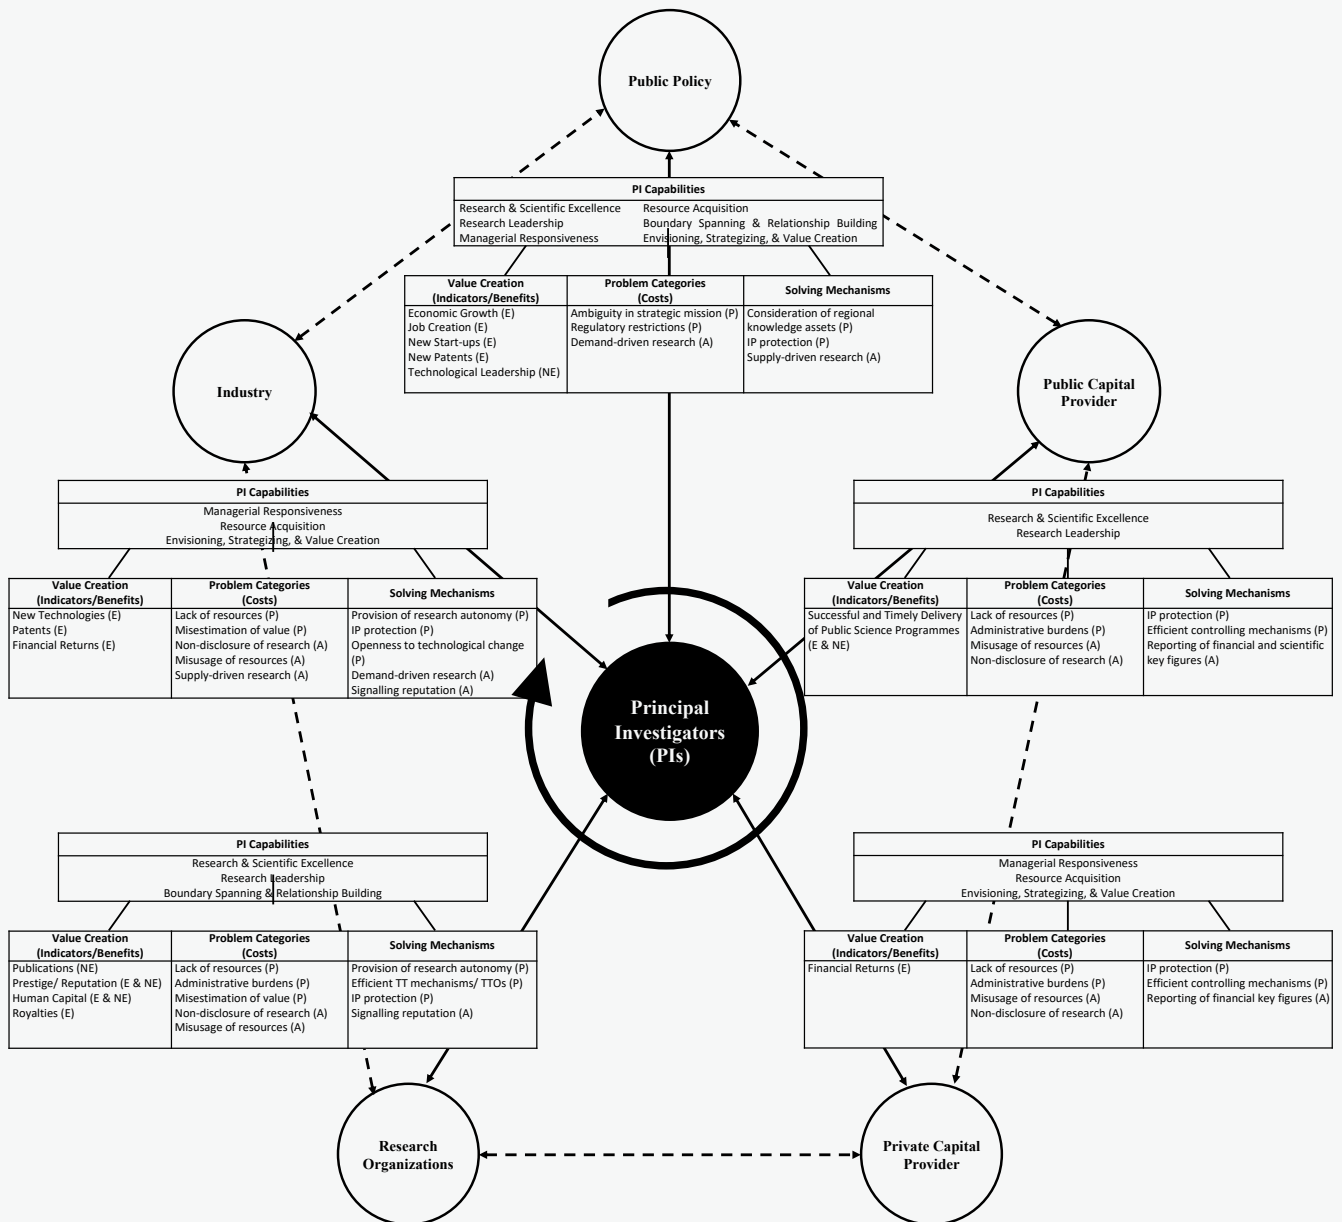 Public Policy
PI Capabilities
Research & Scientific Excellence
Research Leadership
Managerial Responsiveness
Resource Acquisition
Boundary Spanning & Relationship Building
Envisioning, Strategizing, & Value Creation
Value Creation
(Indicators/Benefits)
Economic Growth (E)
Job Creation (E)
New Start-ups (E)
New Patents (E)
Technological Leadership (NE)
Problem Categories
(Costs)
Ambiguity in strategic mission (P)
Regulatory restrictions (P)
Demand-driven research (A)
Solving Mechanisms
Consideration of regional
knowledge assets (P)
IP protection (P)
Supply-driven research (A)
Industry
PI Capabilities
Managerial Responsiveness
Resource Acquisition
Envisioning, Strategizing, & Value Creation
Value Creation
(Indicators/Benefits)
New Technologies (E)
Patents (E)
Financial Returns (E)
Problem Categories
(Costs)
Lack of resources (P)
Misestimation of value (P)
Non-disclosure of research (A)
Misusage of resources (A)
Supply-driven research (A)
Solving Mechanisms
Provision of research autonomy (P)
IP protection (P)
Openness to technological change
(P)
Demand-driven research (A)
Signalling reputation (A)
Public Capital
Provider
PI Capabilities
Research & Scientific Excellence
Research Leadership
Value Creation
(Indicators/Benefits)
Successful and Timely Delivery
of Public Science Programmes
(E & NE)
Problem Categories
(Costs)
Lack of resources (P)
Administrative burdens (P)
Misusage of resources (A)
Non-disclosure of research (A)
Solving Mechanisms
IP protection (P)
Efficient controlling mechanisms (P)
Reporting of financial and scientific
key figures (A)
Principal
Investigators
(PIs)
PI Capabilities
Research & Scientific Excellence
Research Leadership
Boundary Spanning & Relationship Building
Value Creation
(Indicators/Benefits)
Publications (NE)
Prestige/ Reputation (E & NE)
Human Capital (E & NE)
Royalties (E)
Problem Categories
(Costs)
Lack of resources (P)
Administrative burdens (P)
Misestimation of value (P)
Non-disclosure of research (A)
Misusage of resources (A)
Solving Mechanisms
Provision of research autonomy (P)
Efficient TT mechanisms/ TTOs (P)
IP protection (P)
Signalling reputation (A)
Research
Organizations
PI Capabilities
Managerial Responsiveness
Resource Acquisition
Envisioning, Strategizing, & Value Creation
Value Creation
(Indicators/Benefits)
Financial Returns (E)
Problem Categories
(Costs)
Lack of resources (P)
Administrative burdens (P)
Misusage of resources (A)
Non-disclosure of research (A)
Solving Mechanisms
IP protection (P)
Efficient controlling mechanisms (P)
Reporting of financial key figures (A)
Private Capital
Provider